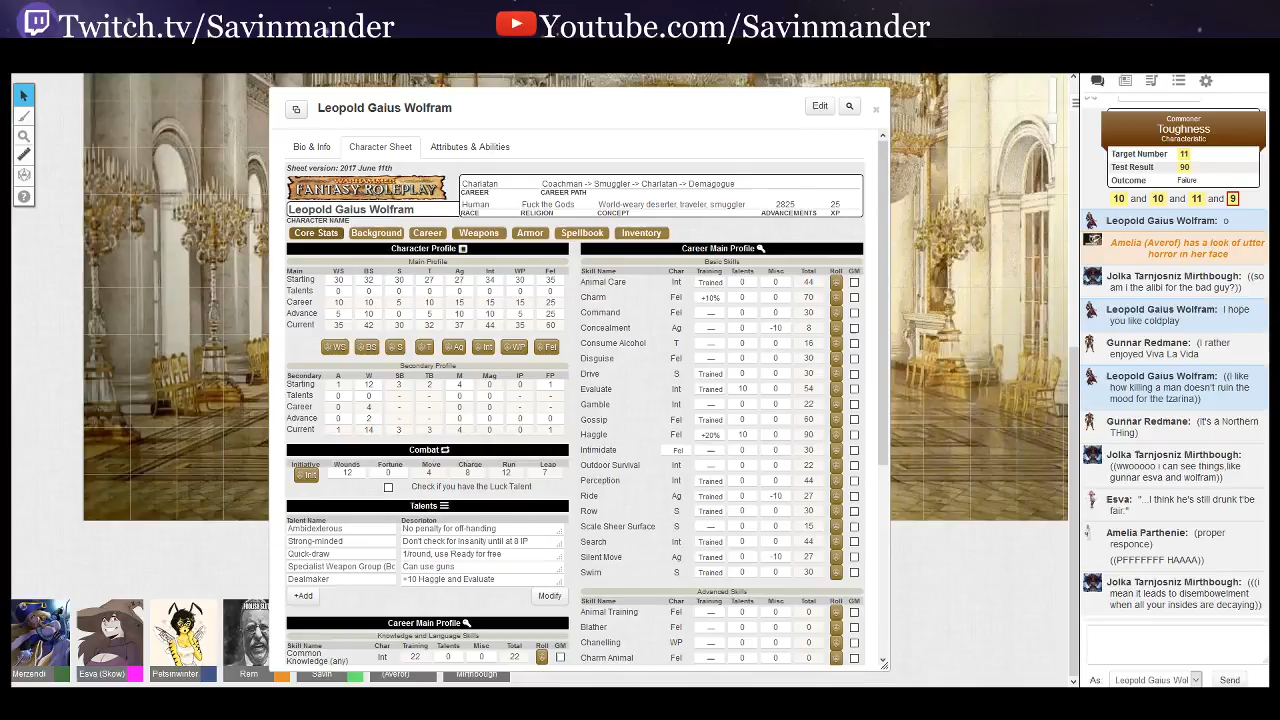 Twitch.tv/Savinmander
Youtube.com/Savinmander
Leopold Gaius Wolfram
Edit
Bio & Info
Character Sheet
Attributes & Abilities
Sheet version: 2017 June 11th
WARHAMMER
FANTASY ROLEPLAY
Charlatan Coachman -> Smuggler -> Charlatan -> Demagogue
CAREER CAREER PATH
Human Fuck the Gods World-weary deserter, traveler, smuggler 2825 25
RACE RELIGION CONCEPT ADVANCEMENTS XP
Leopold Gaius Wolfram
CHARACTER NAME
Core Stats Background Career Weapons Armor Spellbook Inventory
Character Profile
Main Profile
Main WS BS S T Ag Int WP Fel
Starting 30 32 30 27 27 34 30 35
Talents 0 0 0 0 0 0 0 0
Career 10 10 5 10 10 15 15 25
Advance 5 10 0 5 10 10 5 25
Current 35 42 30 32 37 44 35 60
WS BS S T Ag Int WP Fel
Secondary Profile
Secondary A W SB TB M Mag IP FP
Starting 1 12 3 2 4 0 0 1
Talents 0 0 - - - - - -
Career 0 4 - - - 0 - -
Advance 0 2 - - 0 0 0 0
Current 1 14 3 3 4 0 0 1
Combat
Initiative Wounds Fortune Move Charge Run Leap
Init 12 0 4 8 12 7
Check if you have the Luck Talent
Talents
Talent Name Descripton
Ambidexterous No penalty for off-handing
Strong-minded Don't check for Insanity until at 8 IP
Quick-draw 1/round, use Ready for free
Specialist Weapon Group (Bo Can use guns
Dealmaker +10 Haggle and Evaluate
+Add Modify
Career Main Profile
Knowledge and Language Skills
Skill Name Char Training Talents Misc Total Roll GM
Common
Knowledge (any) Int 22 0 0 22
Career Main Profile
Basic Skills
Skill Name Char Training Talents Misc Total Roll GM
Animal Care Int Trained 0 0 44
Charm Fel +10% 0 0 70
Command Fel — 0 0 30
Concealment Ag — 0 -10 8
Consume Alcohol T — 0 0 16
Disguise Fel — 0 0 30
Drive S Trained 0 0 30
Evaluate Int Trained 10 0 54
Gamble Int — 0 0 22
Gossip Fel Trained 0 0 60
Haggle Fel +20% 10 0 90
Intimidate Fel — 0 0 30
Outdoor Survival Int — 0 0 22
Perception Int Trained 0 0 44
Ride Ag Trained 0 -10 27
Row S Trained 0 0 30
Scale Sheer Surface S — 0 0 15
Search Int Trained 0 0 44
Silent Move Ag Trained 0 -10 27
Swim S Trained 0 0 30
Advanced Skills
Skill Name Char Training Talents Misc Total Roll GM
Animal Training Fel — 0 0 0
Blather Fel — 0 0 0
Chanelling WP — 0 0 0
Charm Animal Fel — 0 0 0
Commoner
Toughness
Characteristic
Target Number 11
Test Result 90
Outcome Failure
10 and 10 and 11 and 9
Leopold Gaius Wolfram: o
Amelia (Averof) has a look of utter
horror in her face
Jolka Tarnjosniz Mirthbough: ((so
am i the alibi for the bad guy?))
Leopold Gaius Wolfram: I hope
you like coldplay
Gunnar Redmane: (I rather
enjoyed Viva La Vida
Leopold Gaius Wolfram: ((I like
how killing a man doesn't ruin the
mood for the tzarina))
Gunnar Redmane: (It's a Northern
THing)
Jolka Tarnjosniz Mirthbough:
((wwooooo i can see things,like
gunnar esva and wolfram))
Esva: "...I think he's still drunk t'be
fair."
Amelia Parthenie: (proper
responce)
((PFFFFFFF HAAAA))
Jolka Tarnjosniz Mirthbough: (((i
mean it leads to disembowelment
when all your insides are decaying))
As: Leopold Gaius Wol Send
Merzendi
Esva (Skow)
Petsinwinter
Rem
Savin
(Averof)
Mirthbough